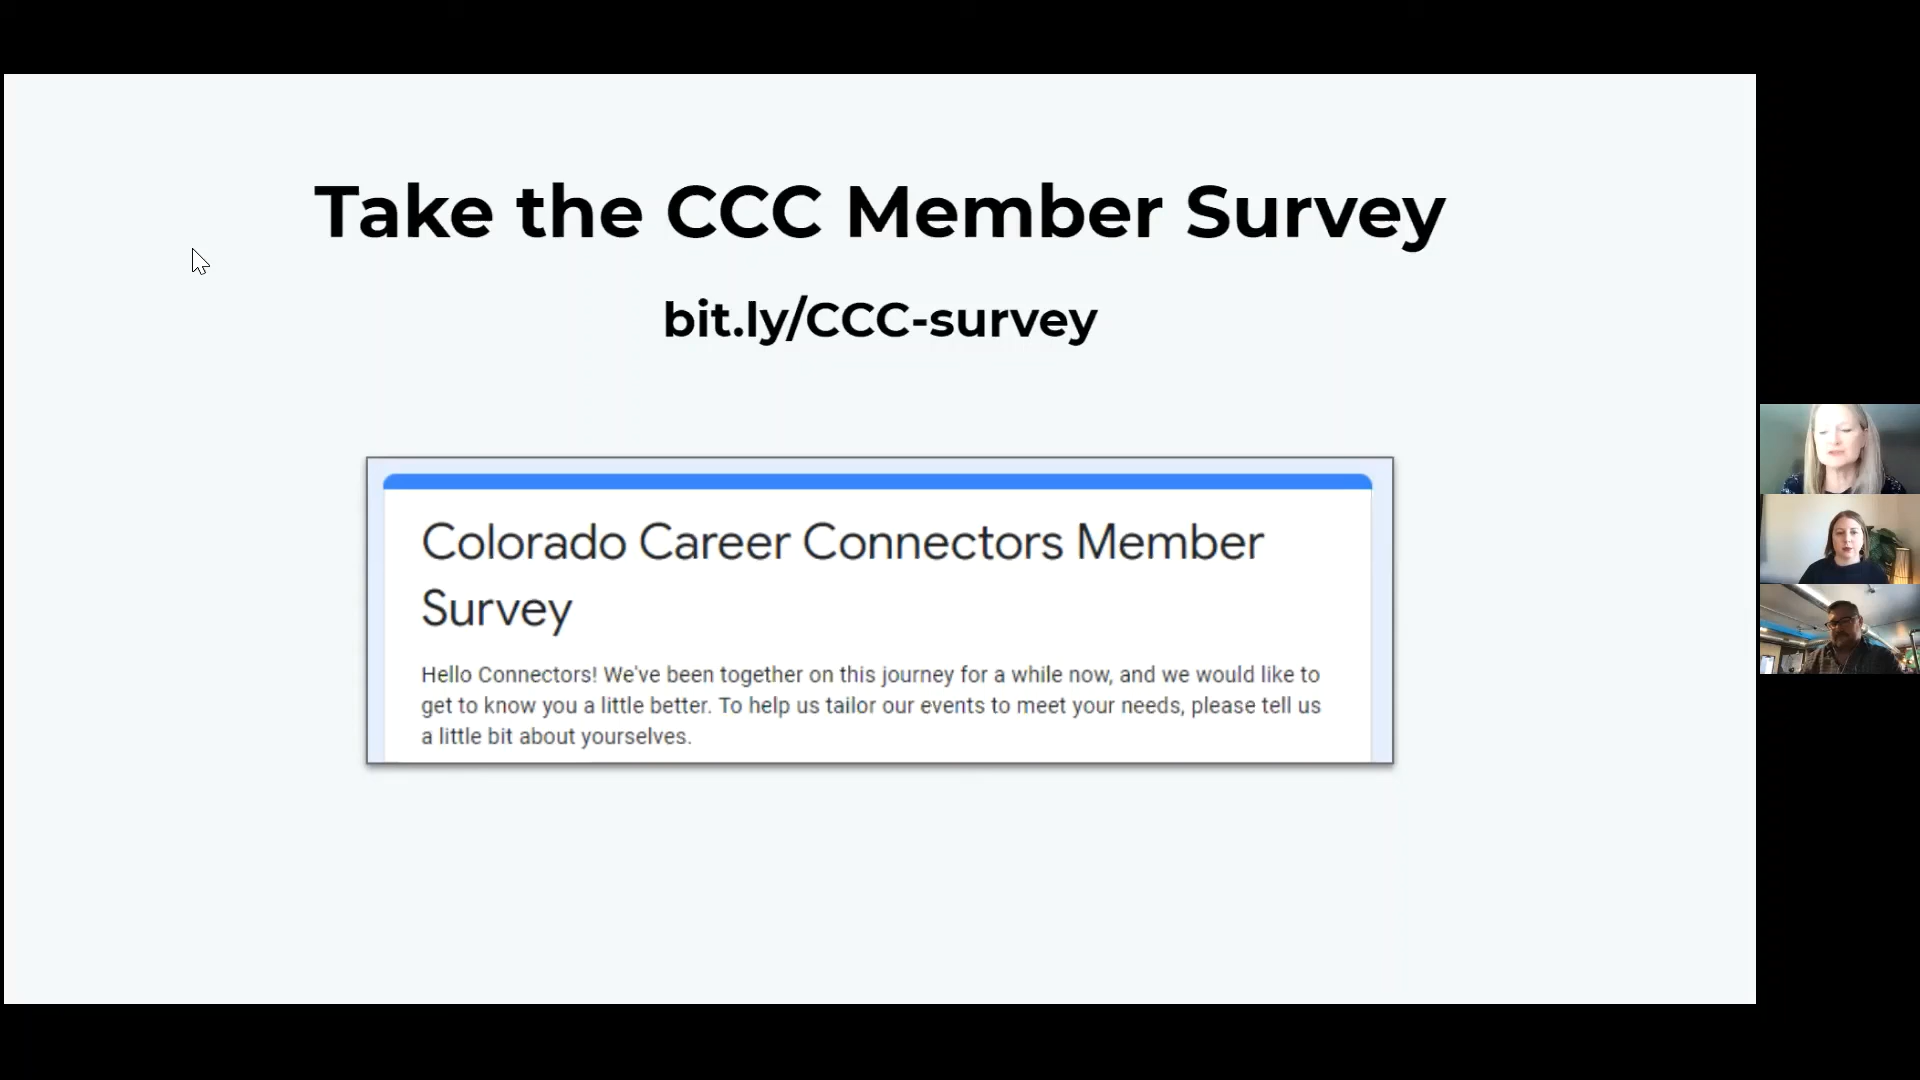 Take the CCC Member Survey
bit.ly/CCC-survey
Colorado Career Connectors Member
Survey
Hello Connectors! We've been together on this journey for a while now, and we would like to
get to know you a little better. To help us tailor our events to meet your needs, please tell us
a little bit about yourselves.